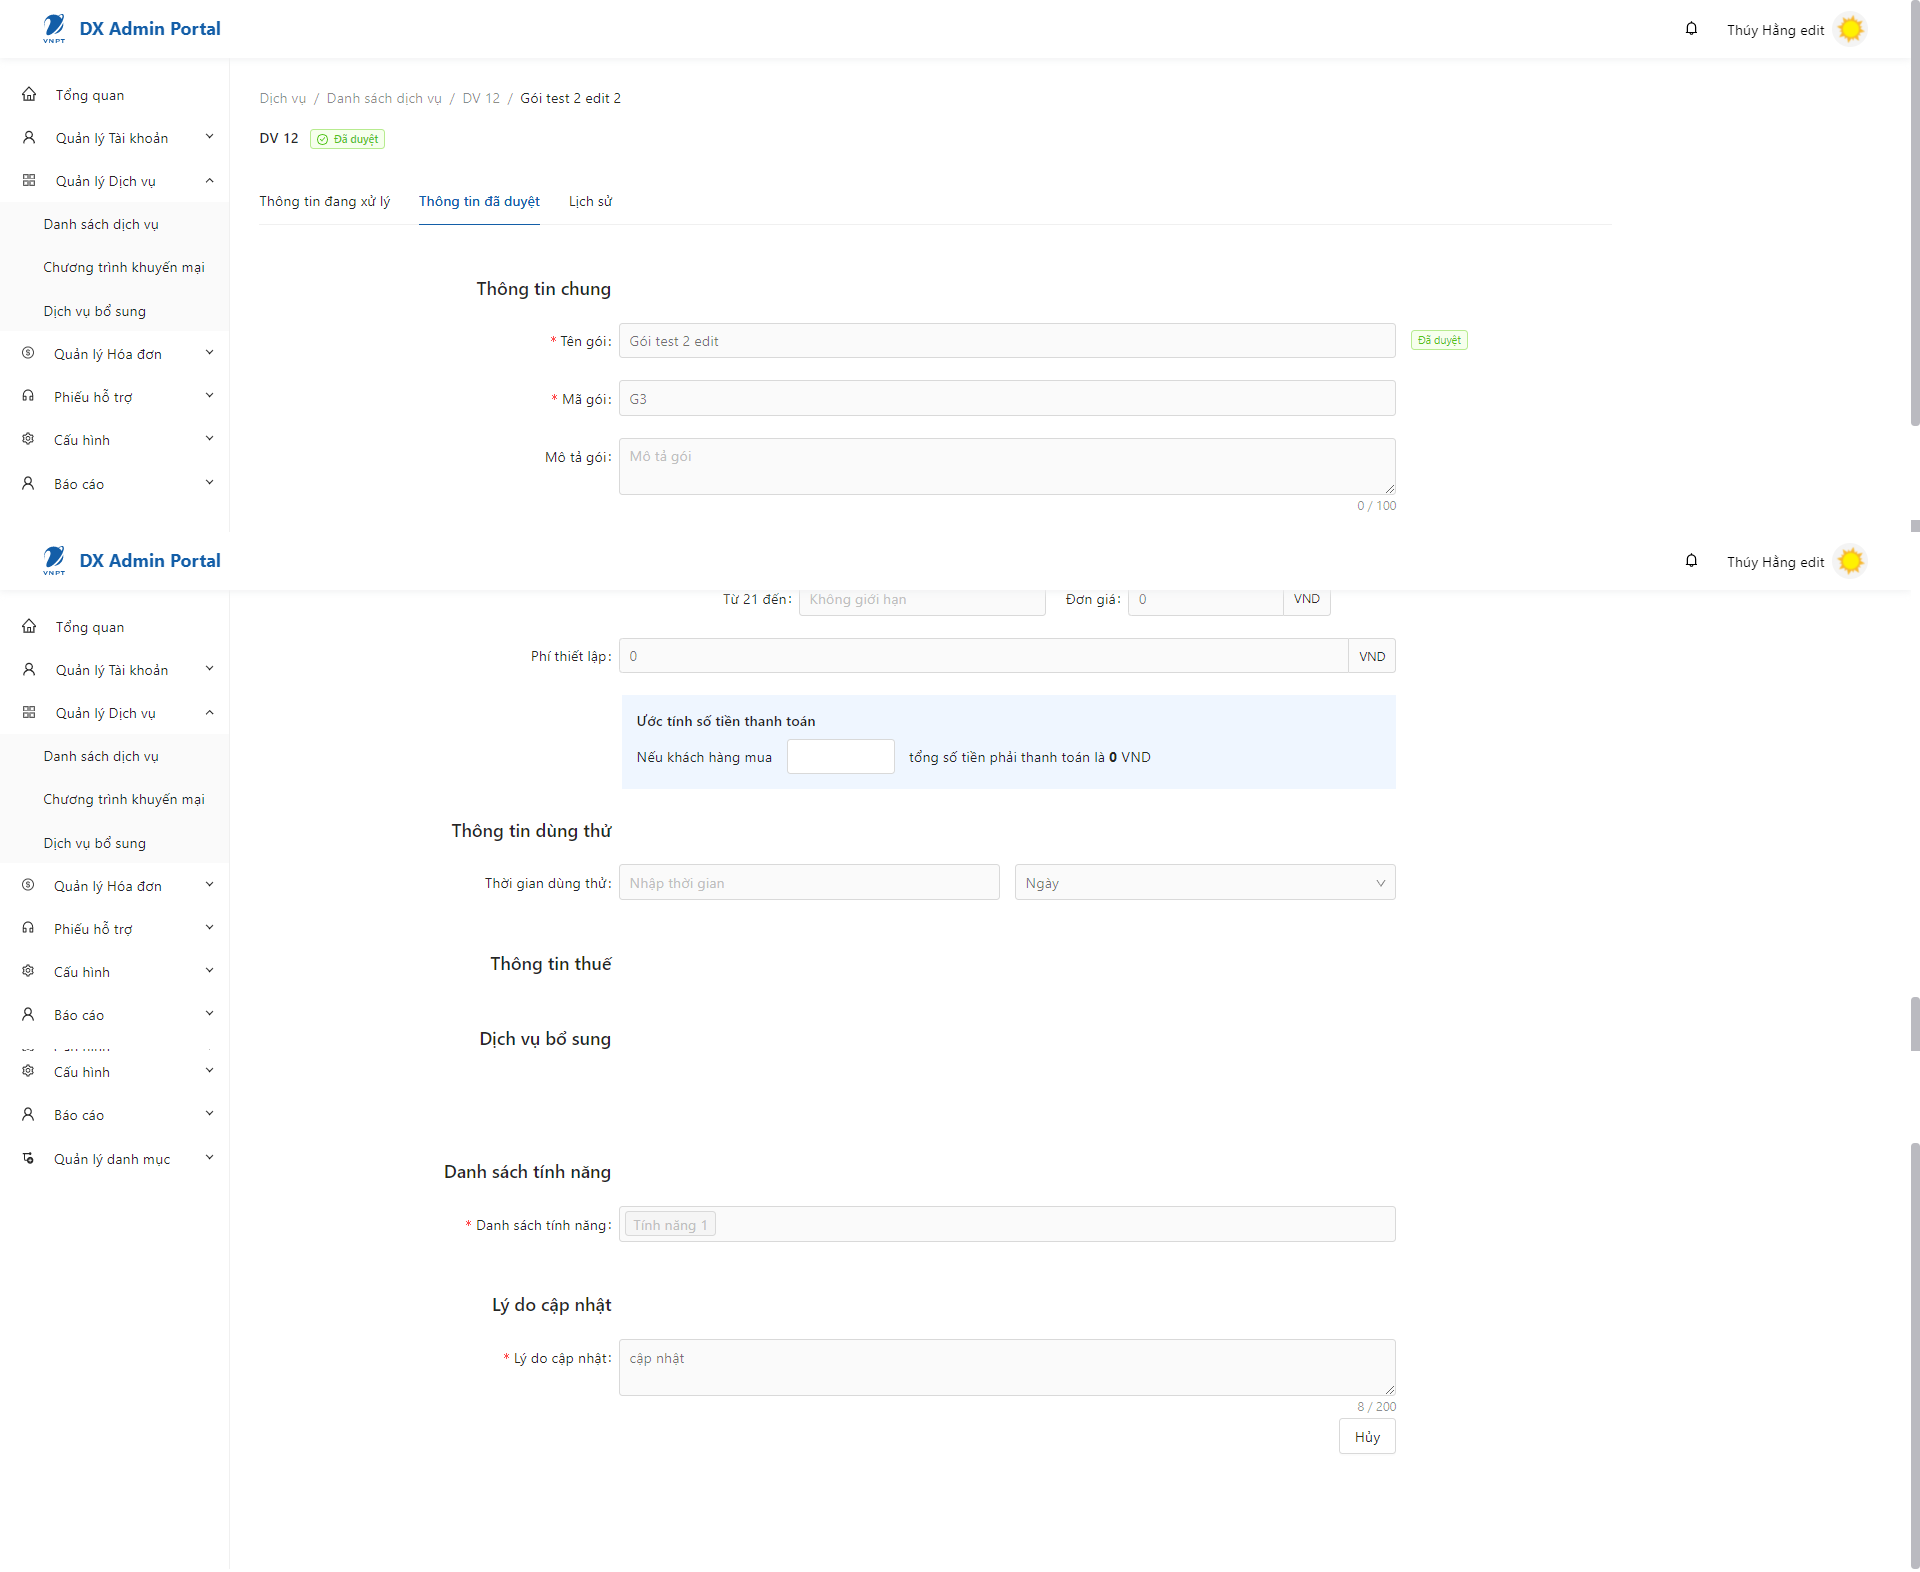 VNPT
DX Admin Portal
Thúy Hằng edit
Tổng quan
Quản lý Tài khoản
Quản lý Dịch vụ
Danh sách dịch vụ
Chương trình khuyến mại
Dịch vụ bổ sung
Quản lý Hóa đơn
Phiếu hỗ trợ
Cấu hình
Báo cáo
Dịch vụ / Danh sách dịch vụ / DV 12 / Gói test 2 edit 2
DV 12 Đã duyệt
Thông tin đang xử lý Thông tin đã duyệt Lịch sử
Thông tin chung
* Tên gói: Gói test 2 edit Đã duyệt
* Mã gói: G3
Mô tả gói: Mô tả gói
0 / 100
VNPT
DX Admin Portal
Thúy Hằng edit
Tổng quan
Quản lý Tài khoản
Quản lý Dịch vụ
Danh sách dịch vụ
Chương trình khuyến mại
Dịch vụ bổ sung
Quản lý Hóa đơn
Phiếu hỗ trợ
Cấu hình
Báo cáo
Cấu hình
Báo cáo
Quản lý danh mục
Từ 21 đến: Không giới hạn Đơn giá: 0 VND
Phí thiết lập: 0 VND
Ước tính số tiền thanh toán
Nếu khách hàng mua tổng số tiền phải thanh toán là 0 VND
Thông tin dùng thử
Thời gian dùng thử: Nhập thời gian Ngày
Thông tin thuế
Dịch vụ bổ sung
Danh sách tính năng
* Danh sách tính năng: Tính năng 1
Lý do cập nhật
* Lý do cập nhật: cập nhật
8 / 200
Hủy